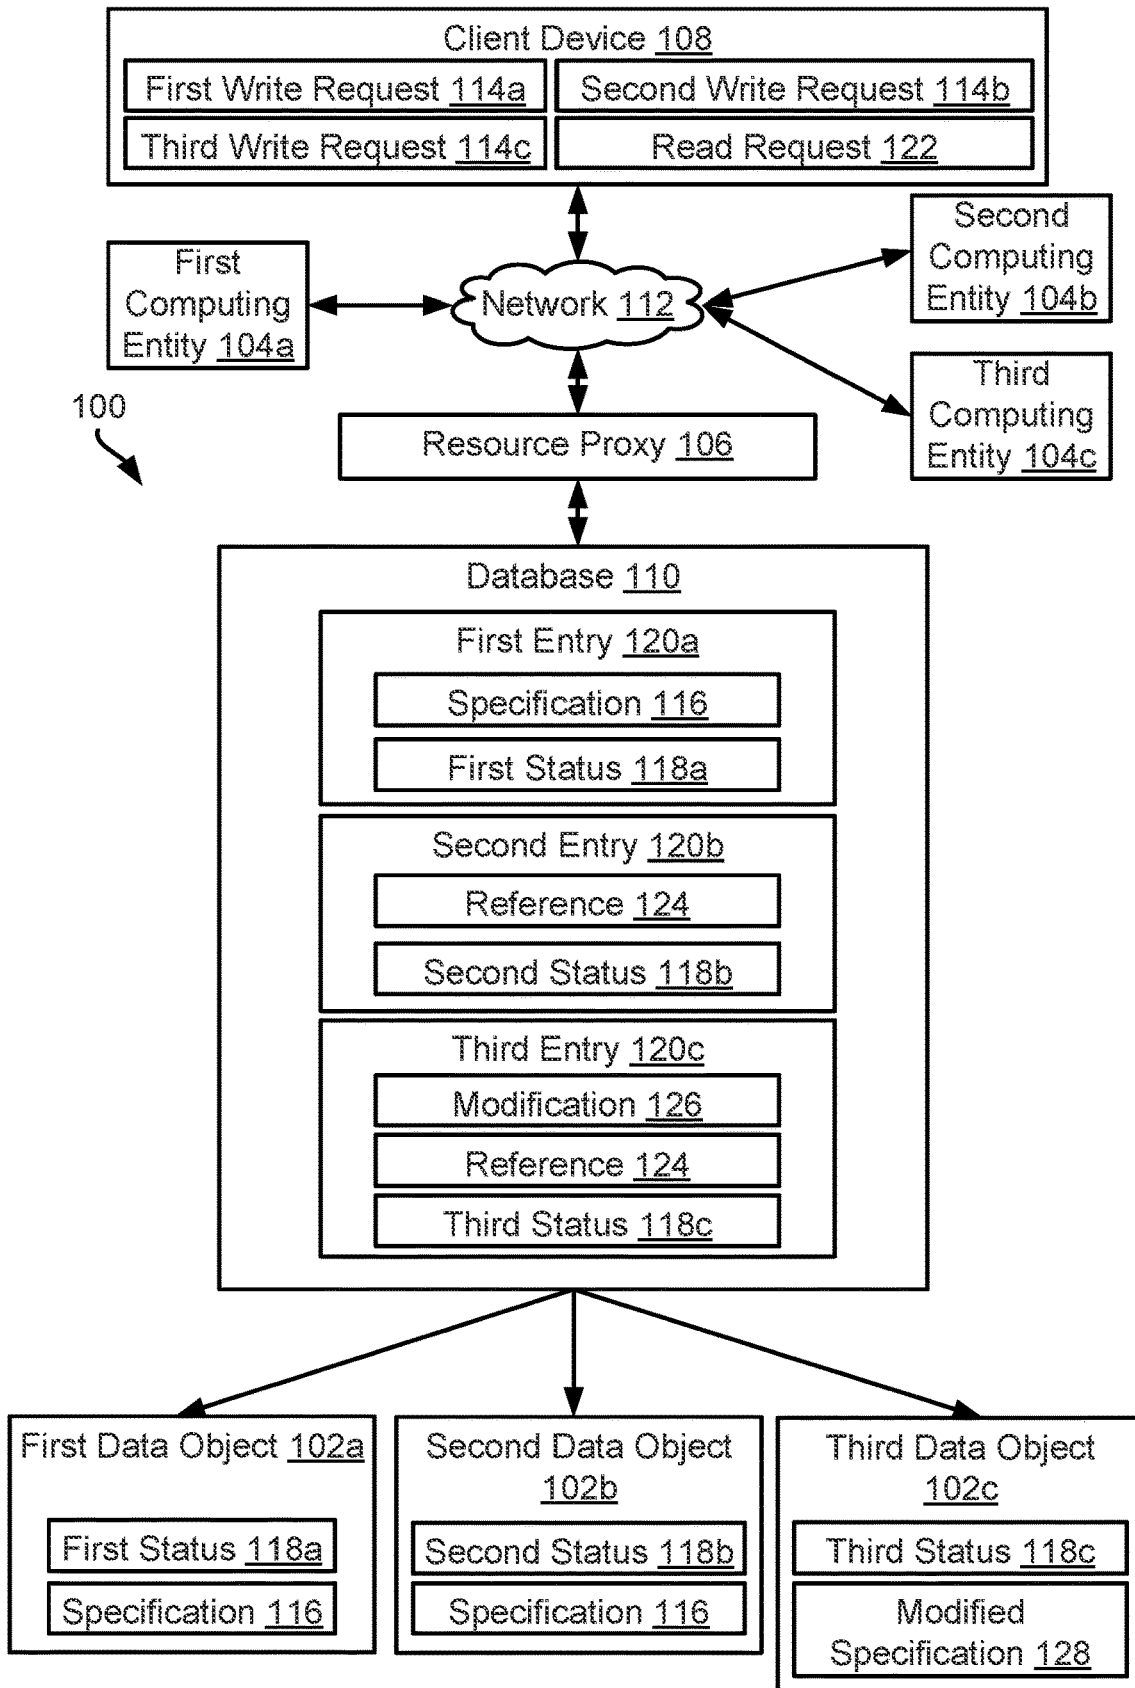 Client Device 108
First Write Request 114a
Second Write Request 114b
Third Write Request 114c
Read Request 122
First
Computing
Entity 104a
Network 112
Second
Computing
Entity 104b
Third
Computing
Entity 104c
100
Resource Proxy 106
Database 110
First Entry 120a
Specification 116
First Status 118a
Second Entry 120b
Reference 124
Second Status 118b
Third Entry 120c
Modification 126
Reference 124
Third Status 118c
First Data Object 102a
First Status 118a
Specification 116
Second Data Object
102b
Second Status 118b
Specification 116
Third Data Object
102c
Third Status 118c
Modified
Specification 128